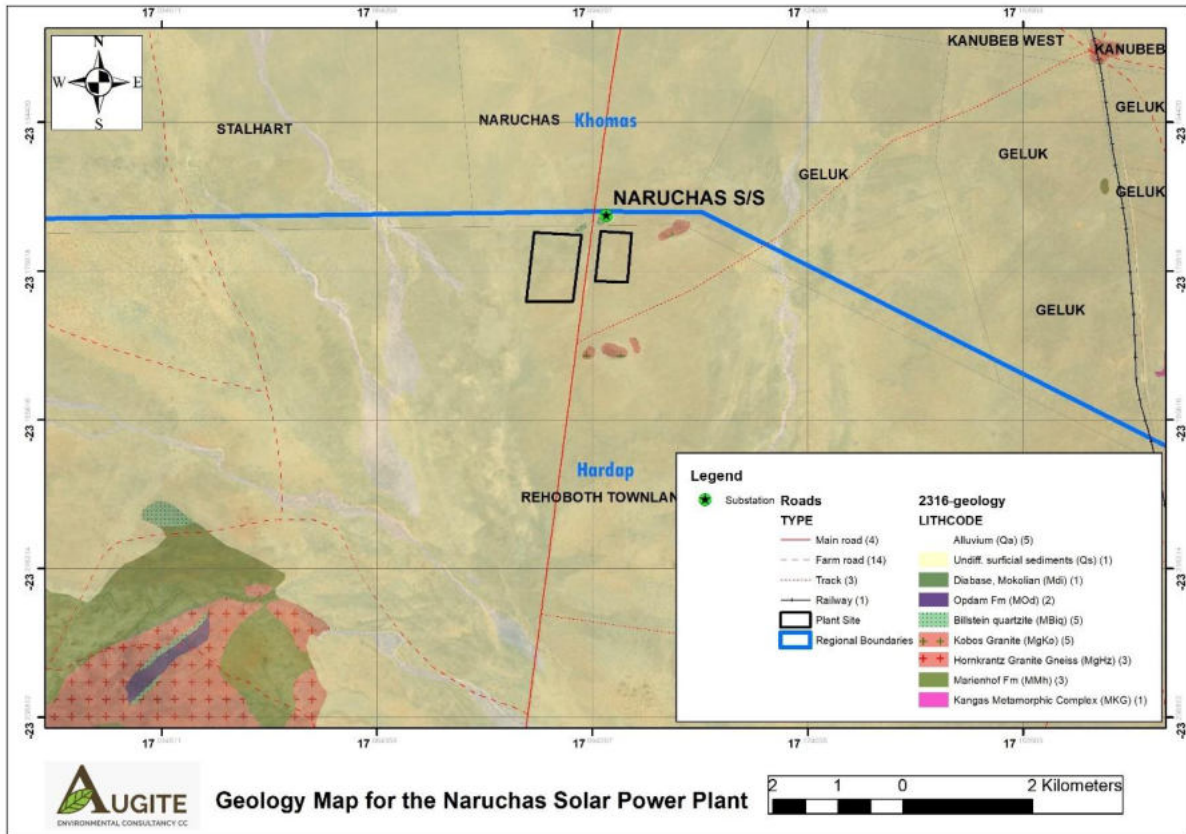 17
17
17
17
17
N
W E
S
KANUBEB WEST
KANUBEB
GELUK
STALHART
NARUCHAS
Khomas
GELUK
GELUK
GELUK
NARUCHAS S/S
GELUK
Hardap
REHOBOTH TOWNLAN
-23
-23
-23
-23
-23
-23
-23
-23
-23
-23
Legend
Substation
Roads
TYPE
Main road (4)
Farm road (14)
Track (3)
Railway (1)
Plant Site
Regional Boundaries
2316-geology
LITHCODE
Alluvium (Qa) (5)
Undiff. surficial sediments (Qs) (1)
Diabase, Mokolian (Mdi) (1)
Opdam Fm (MOd) (2)
Billstein quartzite (MBiq) (5)
Kobos Granite (MgKo) (5)
Hornkrantz Granite Gneiss (MgHz) (3)
Marienhof Fm (MMh) (3)
Kangas Metamorphic Complex (MKG) (1)
17
17
17
17
17
AUGITE
ENVIRONMENTAL CONSULTANCY CC
Geology Map for the Naruchas Solar Power Plant
2 1 0 2 Kilometers